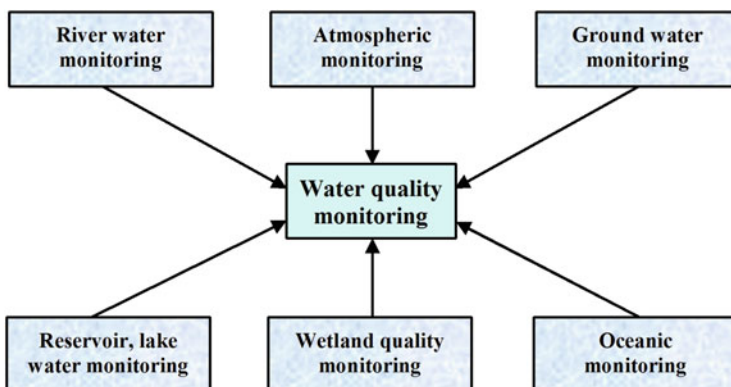 River water
monitoring
Atmospheric
monitoring
Ground water
monitoring
Water quality
monitoring
Reservoir, lake
water monitoring
Wetland quality
monitoring
Oceanic
monitoring